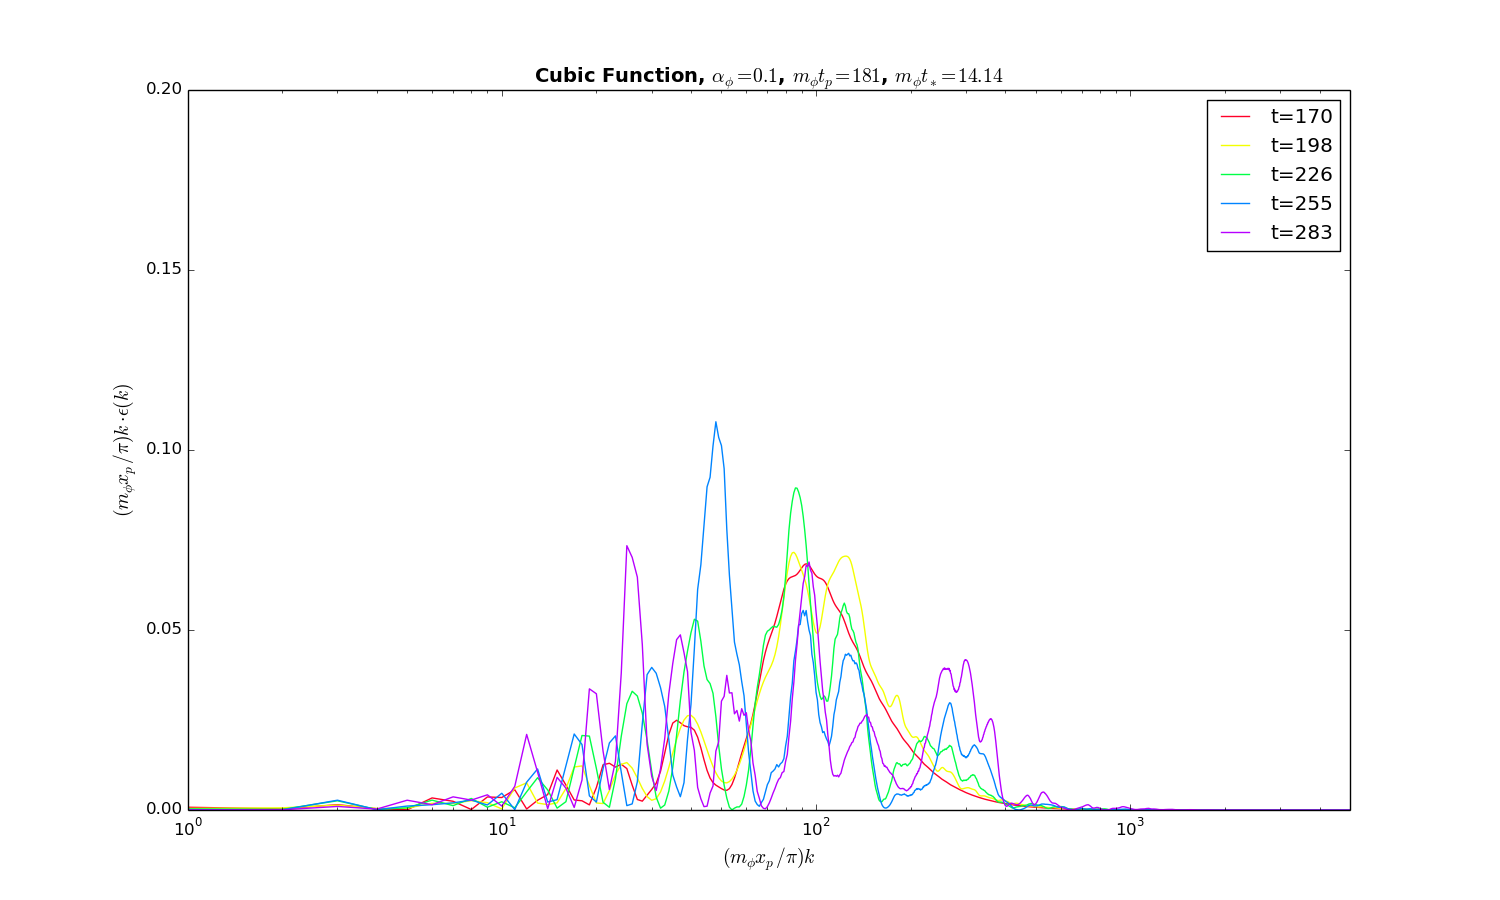 Cubic Function, α_ϕ=0.1, m_ϕt_p=181, m_ϕt_*=14.14
0.20
t=170
t=198
t=226
t=255
t=283
0.15
0.10
(m_ϕx_p/π)k·ϵ(k)
0.05
0.00
10^0 10^1 10^2 10^3
(m_ϕx_p/π)k